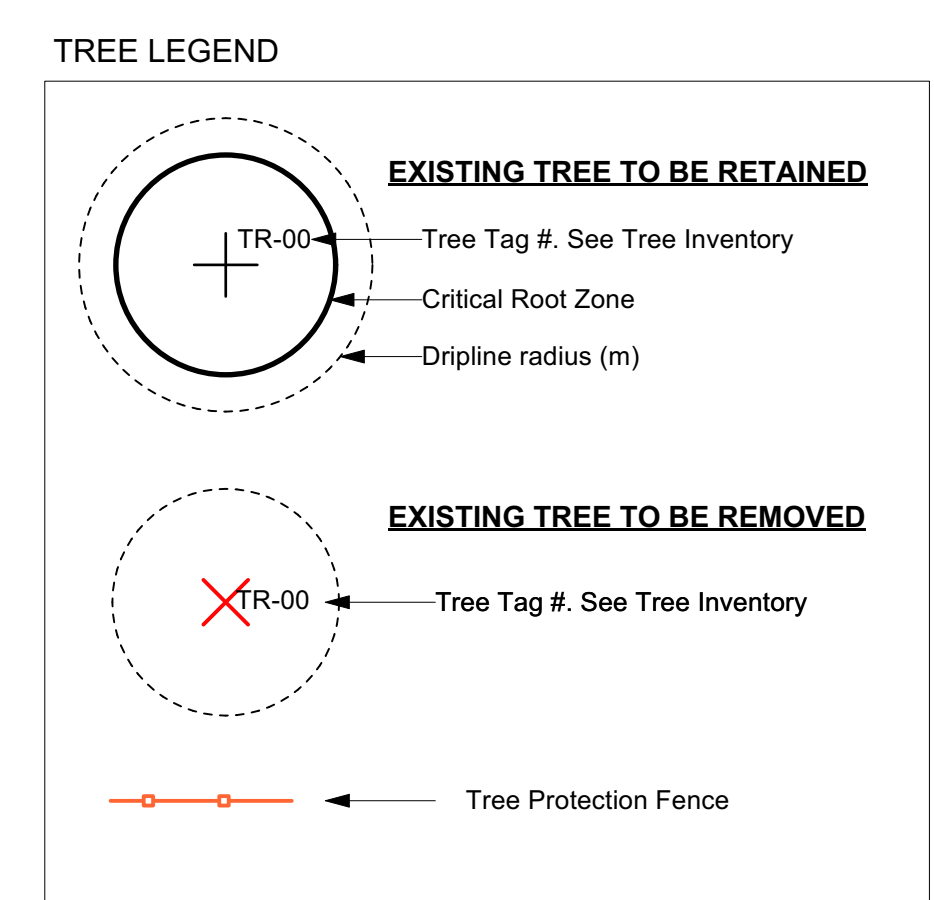 TREE LEGEND
EXISTING TREE TO BE RETAINED
TR-00 Tree Tag #. See Tree Inventory
Critical Root Zone
Dripline radius (m)
EXISTING TREE TO BE REMOVED
TR-00 Tree Tag #. See Tree Inventory
Tree Protection Fence